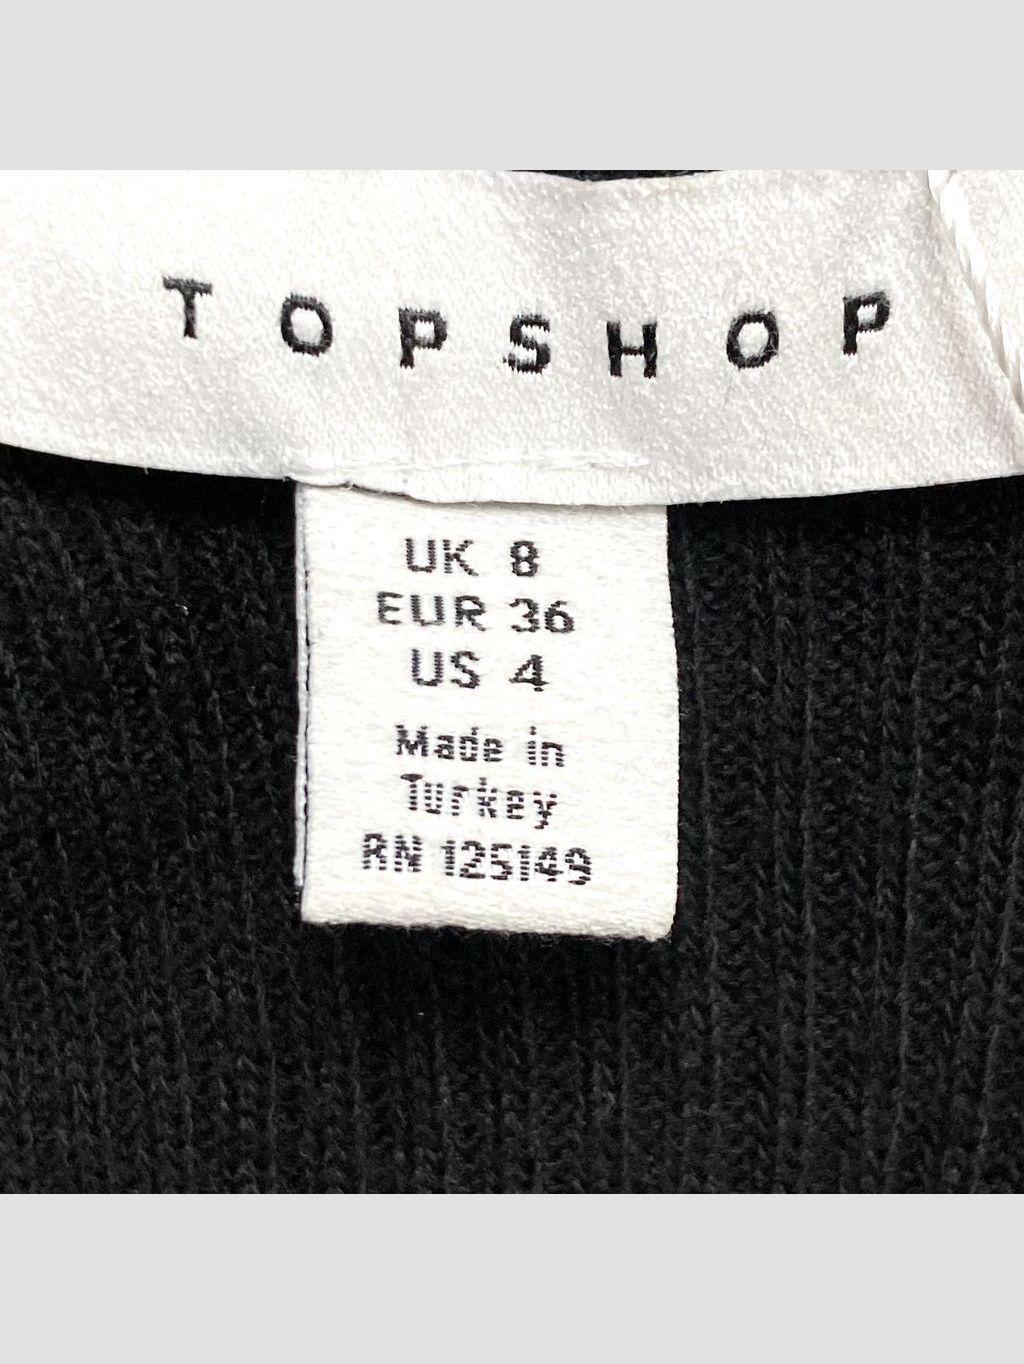 TOPSHOP
UK 8
EUR 36
US 4
Made in
Turkey
RN 125149